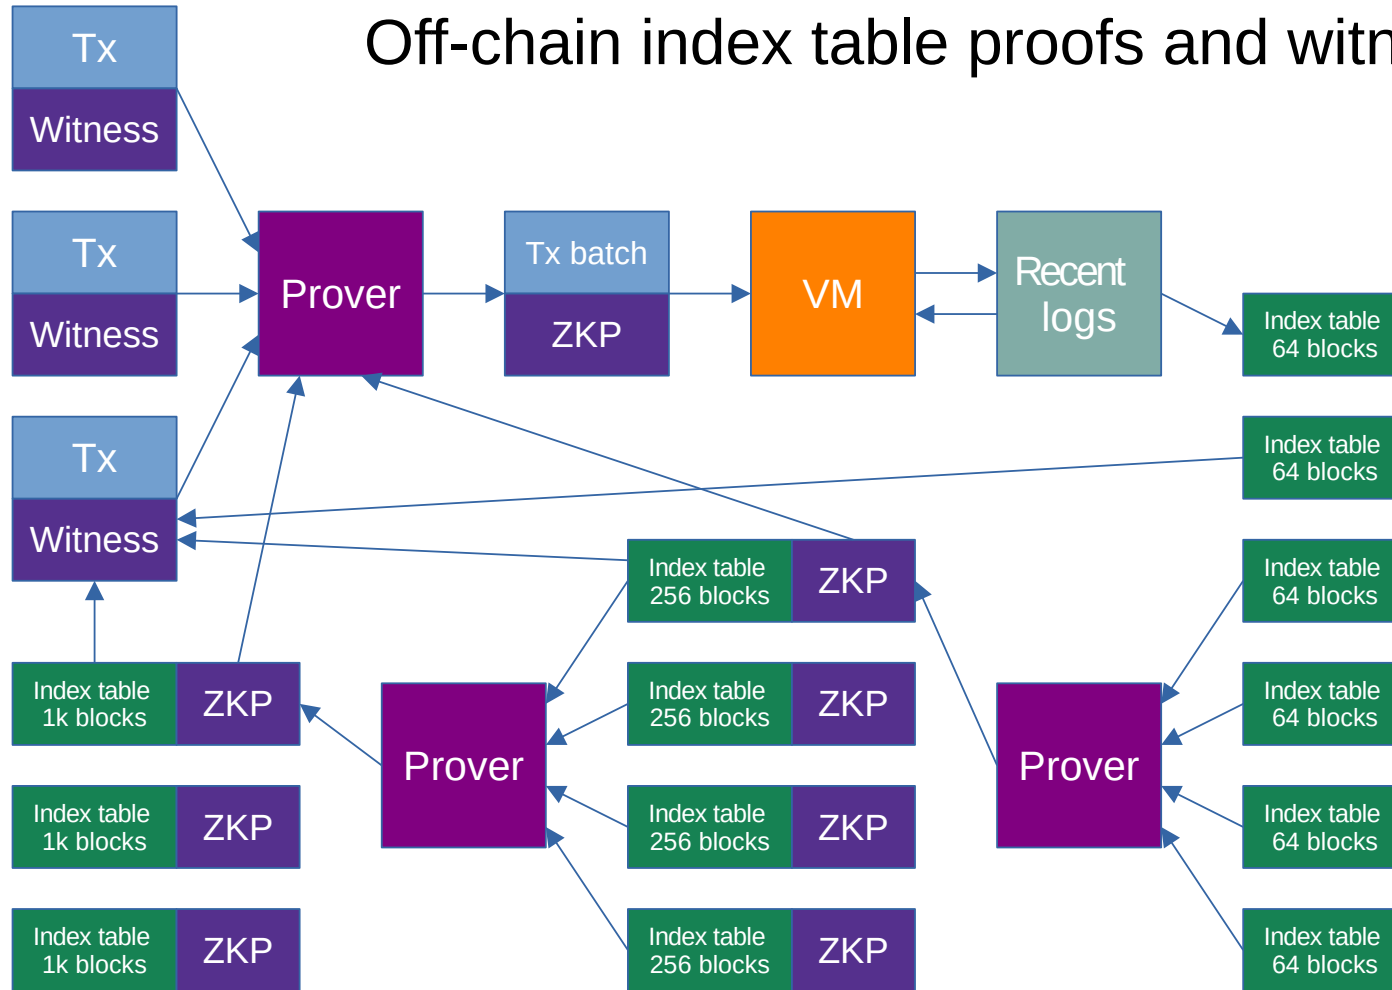 Off-chain index table proofs and witn
Tx
Witness
Tx
Witness
Prover
Tx batch
ZKP
VM
Recent
logs
Index table
64 blocks
Tx
Witness
Index table
64 blocks
Index table
256 blocks
ZKP
Index table
64 blocks
Index table
1k blocks
ZKP
Prover
Index table
256 blocks
ZKP
Prover
Index table
64 blocks
Index table
1k blocks
ZKP
Index table
256 blocks
ZKP
Index table
64 blocks
Index table
1k blocks
ZKP
Index table
256 blocks
ZKP
Index table
64 blocks